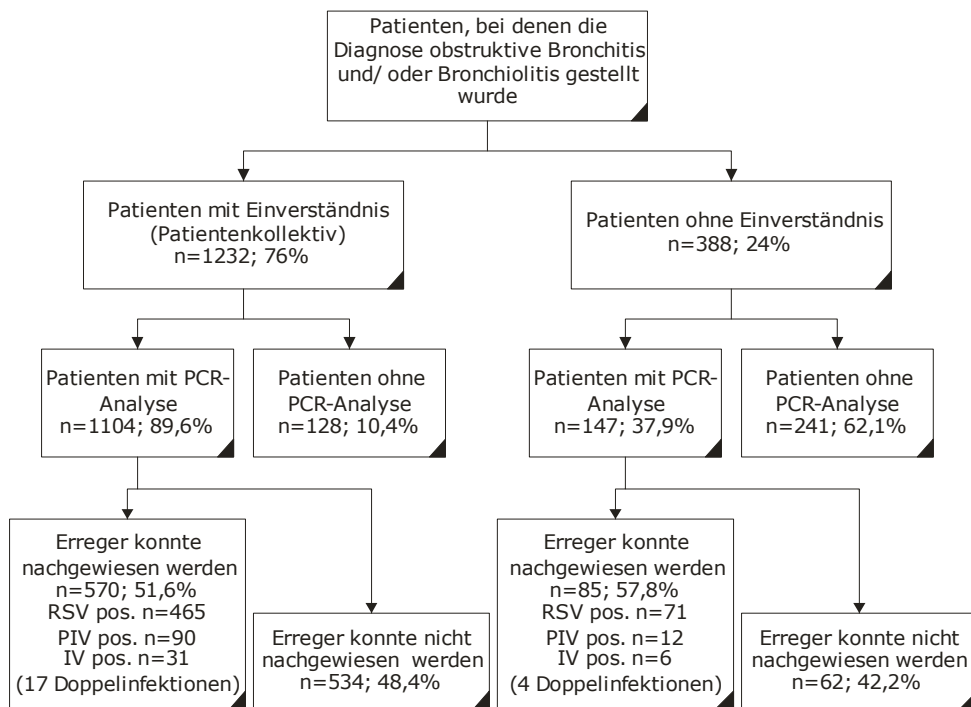 Patienten, bei denen die
Diagnose obstruktive Bronchitis
und/ oder Bronchiolitis gestellt
wurde
Patienten mit Einverständnis
(Patientenkollektiv)
n=1232; 76%
Patienten ohne Einverständnis
n=388; 24%
Patienten mit PCR-
Analyse
n=1104; 89,6%
Patienten ohne
PCR-Analyse
n=128; 10,4%
Patienten mit PCR-
Analyse
n=147; 37,9%
Patienten ohne
PCR-Analyse
n=241; 62,1%
Erreger konnte
nachgewiesen werden
n=570; 51,6%
RSV pos. n=465
PIV pos. n=90
IV pos. n=31
(17 Doppelinfektionen)
Erreger konnte nicht
nachgewiesen werden
n=534; 48,4%
Erreger konnte
nachgewiesen werden
n=85; 57,8%
RSV pos. n=71
PIV pos. n=12
IV pos. n=6
(4 Doppelinfektionen)
Erreger konnte nicht
nachgewiesen werden
n=62; 42,2%